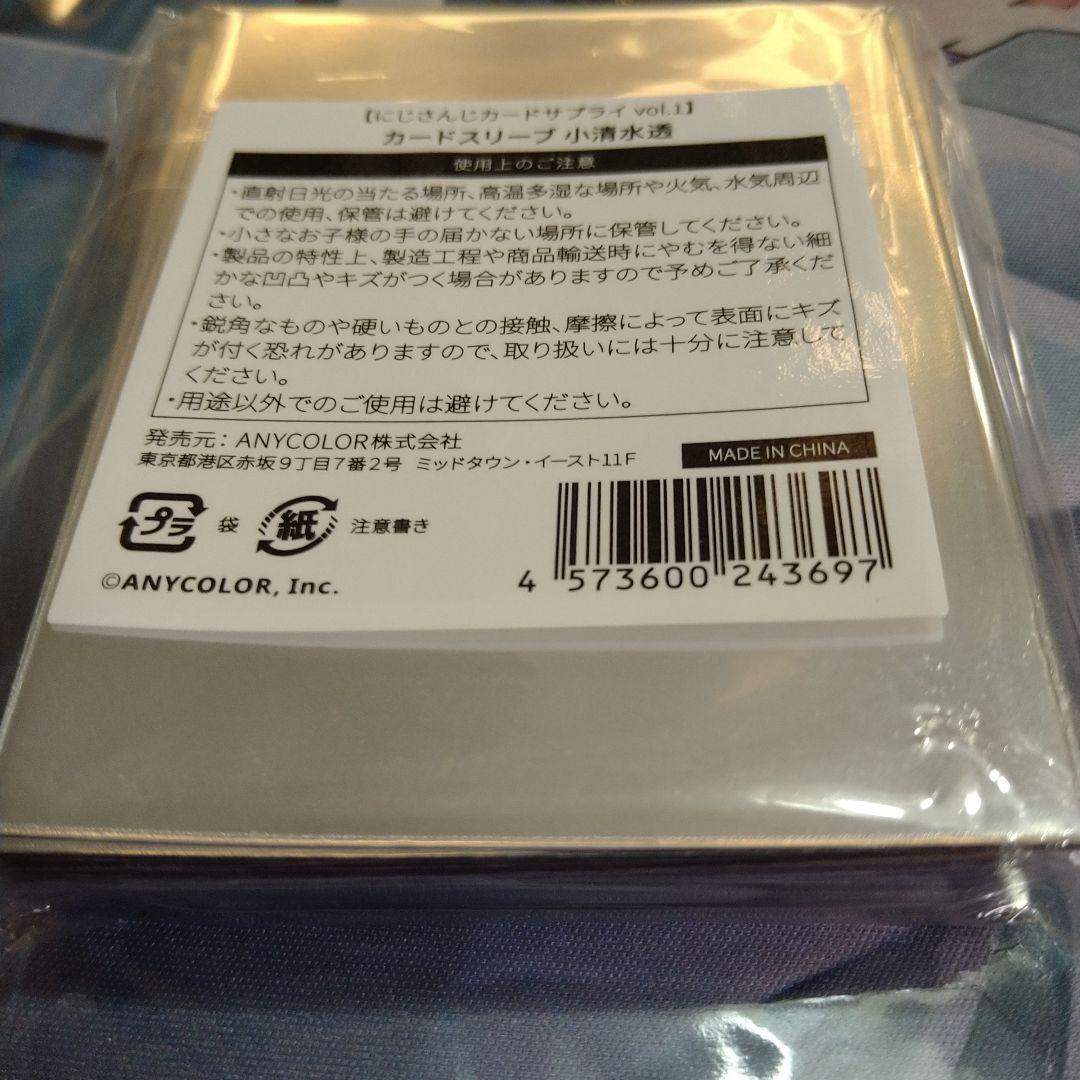 【にじさんじカードサプライ vol.1】
カードスリーブ 小清水透
使用上のご注意
・直射日光の当たる場所、高温多湿な場所や火気、水気周辺
での使用、保管は避けてください。
・小さなお子様の手の届かない場所に保管してください。
・製品の特性上、製造工程や商品輸送時にやむを得ない細
かな凹凸やキズがつく場合がありますので予めご了承くだ
さい。
・鋭角なものや硬いものとの接触、摩擦によって表面にキズ
が付く恐れがありますので、取り扱いには十分に注意して
ください。
・用途以外でのご使用は避けてください。
発売元：ANYCOLOR株式会社
東京都港区赤坂9丁目7番2号 ミッドタウン・イースト11F
MADE IN CHINA
プラ 袋 紙 注意書き
©ANYCOLOR, Inc.
4 573600 243697